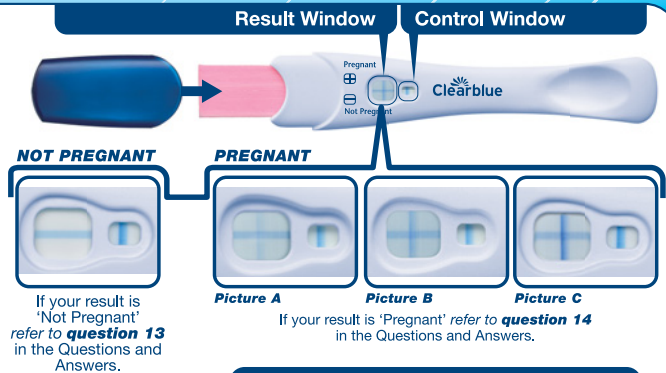 Result Window
Control Window
Pregnant
Not Pregnant
Clearblue
NOT PREGNANT
PREGNANT
If your result is
'Not Pregnant'
refer to question 13
in the Questions and
Answers.
Picture A
Picture B
Picture C
If your result is 'Pregnant' refer to question 14
in the Questions and Answers.